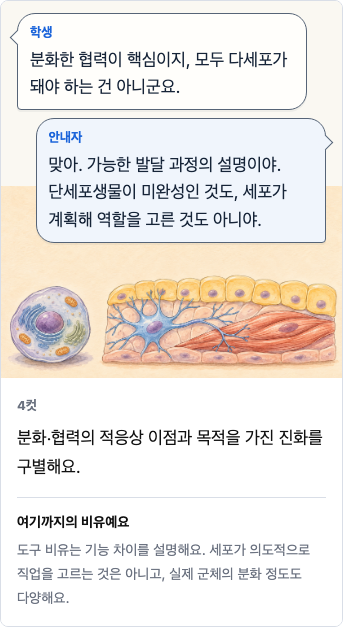 학생
분화한 협력이 핵심이지, 모두 다세포가
돼야 하는 건 아니군요.
안내자
맞아. 가능한 발달 과정의 설명이야.
단세포생물이 미완성인 것도, 세포가
계획해 역할을 고른 것도 아니야.
4컷
분화·협력의 적응상 이점과 목적을 가진 진화를
구별해요.
여기까지의 비유예요
도구 비유는 기능 차이를 설명해요. 세포가 의도적으로
직업을 고르는 것은 아니고, 실제 군체의 분화 정도도
다양해요.